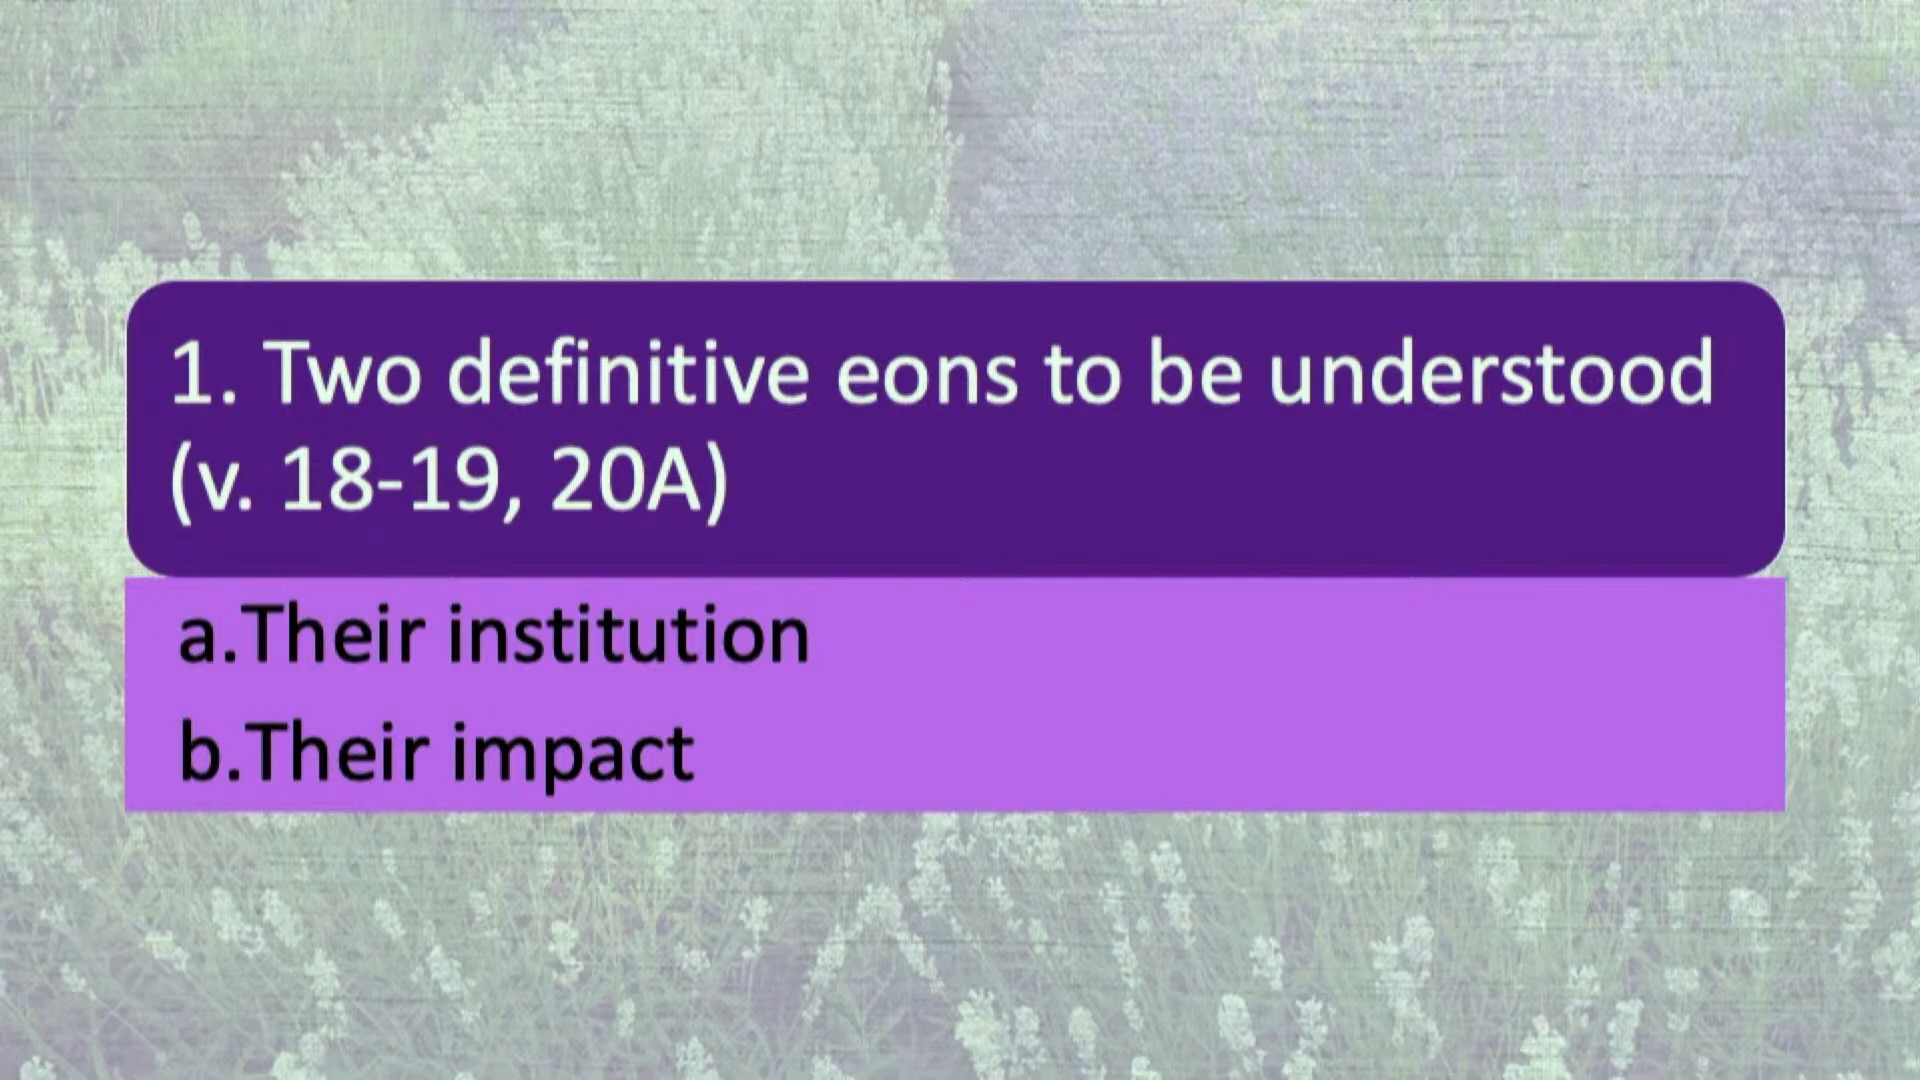 1. Two definitive eons to be understood
(v. 18-19, 20A)
a.Their institution
b.Their impact